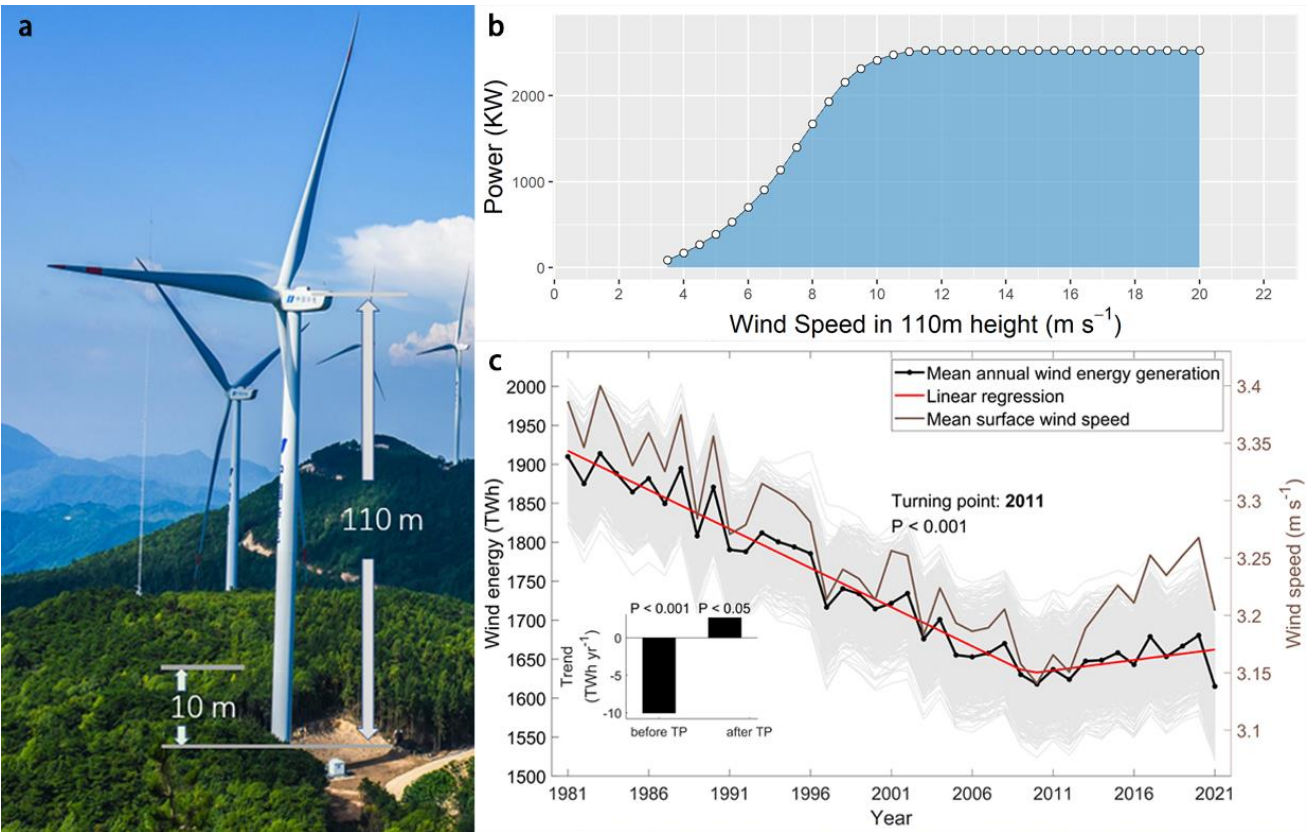 a
110 m
10 m
b
Power (KW)
2000
1000
0
0 2 4 6 8 10 12 14 16 18 20 22
Wind Speed in 110m height (m s⁻¹)
c
Mean annual wind energy generation
Linear regression
Mean surface wind speed
Turning point: 2011
P < 0.001
Wind energy (TWh)
2000
1950
1900
1850
1800
1750
1700
1650
1600
1550
1500
Wind speed (m s⁻¹)
3.4
3.35
3.3
3.25
3.2
3.15
3.1
P < 0.001 P < 0.05
Trend
(TWh yr⁻¹)
0
-5
-10
before TP after TP
1981 1986 1991 1996 2001 2006 2011 2016 2021
Year